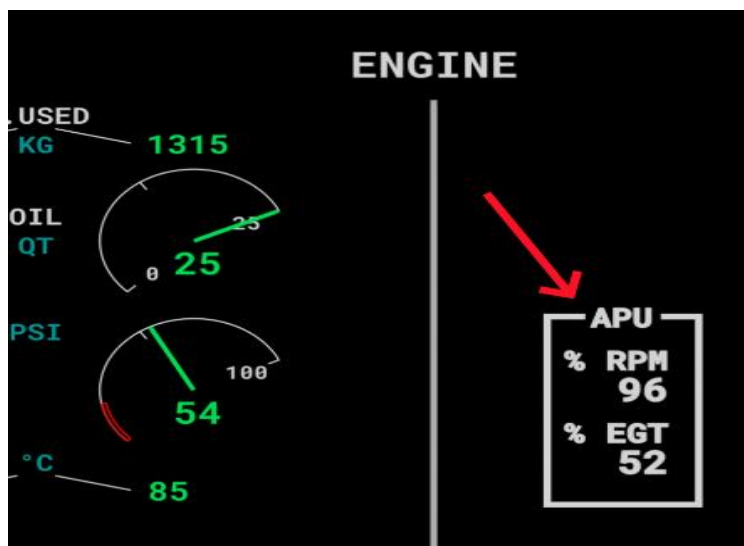 ENGINE
.USED
KG
1315
OIL
QT
25
0
25
PSI
100
54
°C
85
APU
% RPM
96
% EGT
52